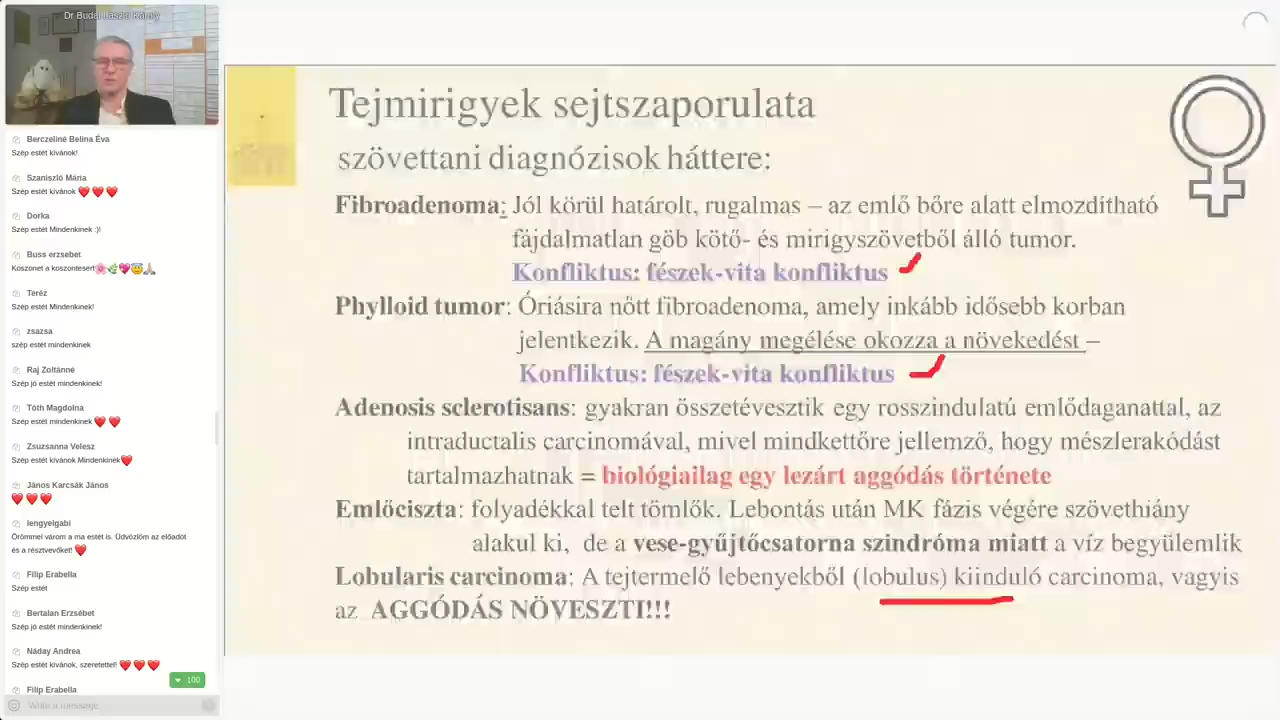 Dr Budai László Károly
Berczeliné Belina Éva
Szép estét kívánok!
Szaniszló Mária
Szép estét kívánok ❤️ ❤️ ❤️
Dorka
Szép estét Mindenkinek :)!
Buss erzsebet
Koszonet a koszontesert🌸🌿💖😇🙏
Teréz
Szép estét Mindenkinek!
zsazsa
szép estét mindenkinek
Raj Zoltánné
Szép jó estét mindenkinek!
Tóth Magdolna
Szép estét mindenkinek ❤️ ❤️
Zsuzsanna Velesz
Szép estét kívánok Mindenkinek❤️
János Karcsák János
❤️ ❤️ ❤️
lengyelgabi
Örömmel várom a ma estét is. Üdvözlöm az előadót
és a résztvevőket! ❤️
Filip Erabella
Szép estét
Bertalan Erzsébet
Szép jó estét mindenkinek!
Náday Andrea
Szép estét kívánok, szeretettel! ❤️ ❤️ ❤️
100
Filip Erabella
Write a message
Tejmirigyek sejtszaporulata
szövettani diagnózisok háttere:
Fibroadenoma: Jól körül határolt, rugalmas – az emlő bőre alatt elmozdítható
fájdalmatlan göb kötő- és mirigyszövetből álló tumor.
Konfliktus: fészek-vita konfliktus
Phylloid tumor: Óriásira nőtt fibroadenoma, amely inkább idősebb korban
jelentkezik. A magány megélése okozza a növekedést –
Konfliktus: fészek-vita konfliktus
Adenosis sclerotisans: gyakran összetévesztik egy rosszindulatú emlődaganattal, az
intraductalis carcinomával, mivel mindkettőre jellemző, hogy mészlerakódást
tartalmazhatnak = biológiailag egy lezárt aggódás története
Emlőciszta: folyadékkal telt tömlők. Lebontás után MK fázis végére szövethiány
alakul ki, de a vese-gyűjtőcsatorna szindróma miatt a víz begyülemlik
Lobularis carcinoma: A tejtermelő lebenyekből (lobulus) kiinduló carcinoma, vagyis
az AGGÓDÁS NÖVESZTI!!!